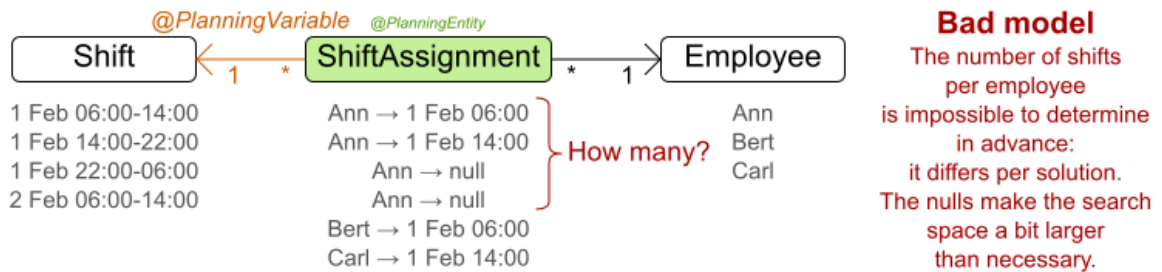 @PlanningVariable
@PlanningEntity
Shift
1
*
ShiftAssignment
*
1
Employee
1 Feb 06:00-14:00
1 Feb 14:00-22:00
1 Feb 22:00-06:00
2 Feb 06:00-14:00
Ann → 1 Feb 06:00
Ann → 1 Feb 14:00
Ann → null
Ann → null
Bert → 1 Feb 06:00
Carl → 1 Feb 14:00
How many?
Ann
Bert
Carl
Bad model
The number of shifts
per employee
is impossible to determine
in advance:
it differs per solution.
The nulls make the search
space a bit larger
than necessary.